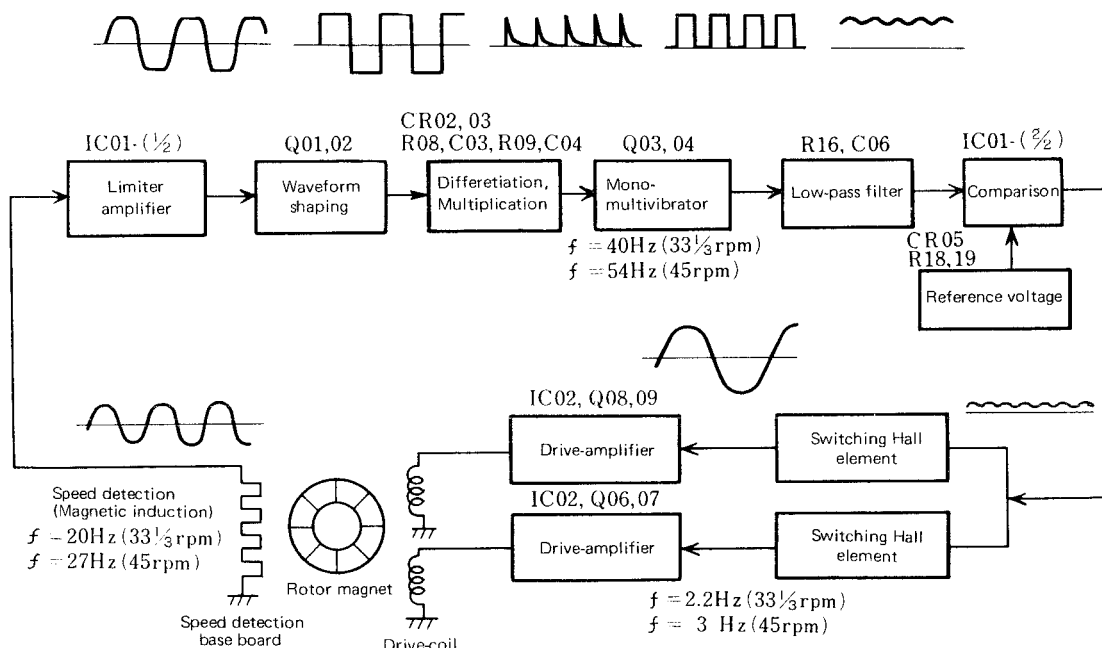 IC01-(½)
Q01,02
CR02, 03
R08, C03, R09, C04
Q03, 04
R16, C06
IC01-(2/2)
Limiter
amplifier
Waveform
shaping
Differetiation,
Multiplication
Mono-
multivibrator
Low-pass filter
Comparison
f = 40Hz (33⅓rpm)
f = 54Hz (45rpm)
CR05
R18,19
Reference voltage
IC02, Q08,09
Drive-amplifier
Switching Hall
element
IC02, Q06,07
Drive-amplifier
Switching Hall
element
Speed detection
(Magnetic induction)
f = 20Hz (33⅓rpm)
f = 27Hz (45rpm)
Rotor magnet
f = 2.2Hz (33⅓rpm)
f = 3 Hz (45rpm)
Speed detection
base board
Drive-coil